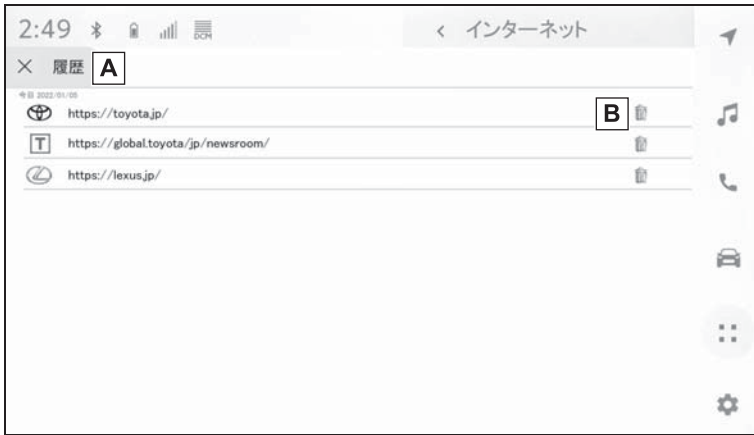 2:49 DCM < インターネット
× 履歴 A
今日 2022/01/05
https://toyota.jp/ B
T https://global.toyota/jp/newsroom/
https://lexus.jp/